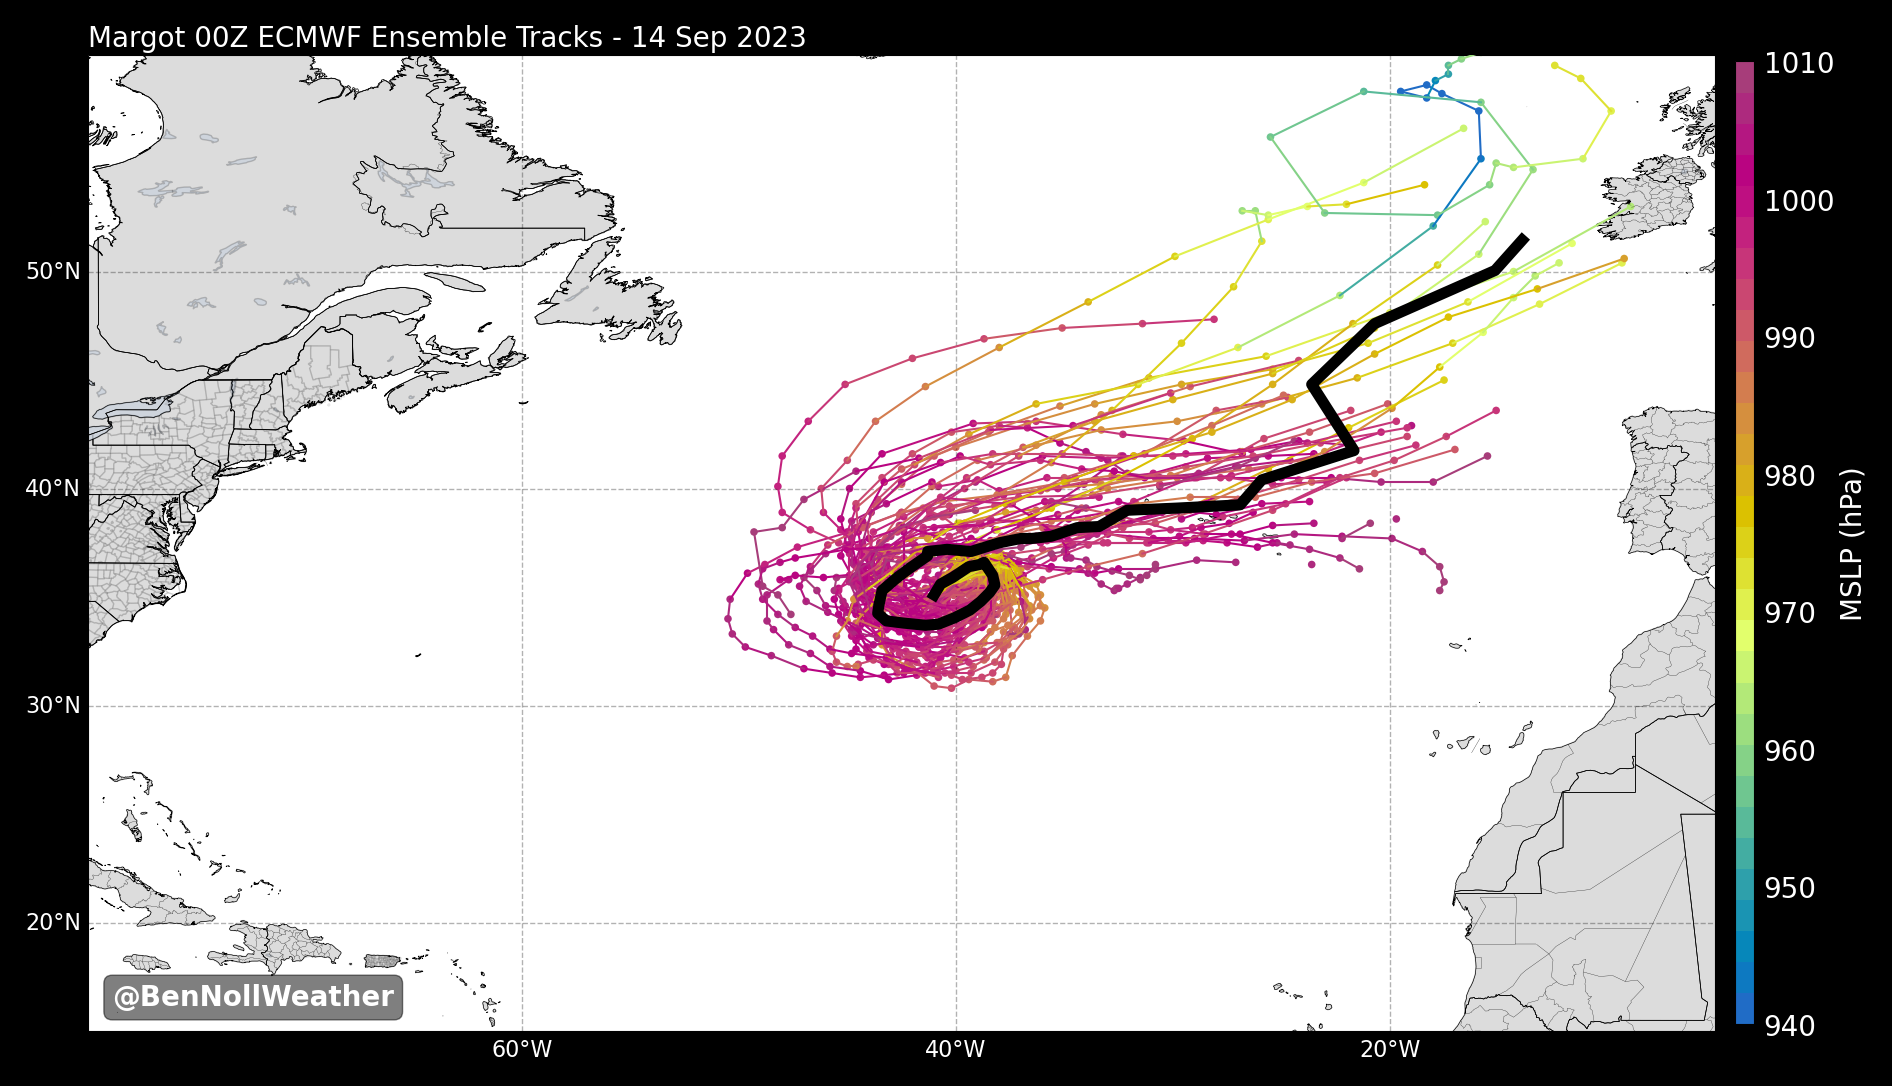 Margot 00Z ECMWF Ensemble Tracks - 14 Sep 2023
50°N
40°N
30°N
20°N
60°W
40°W
20°W
1010
1000
990
980
970
960
950
940
MSLP (hPa)
@BenNollWeather